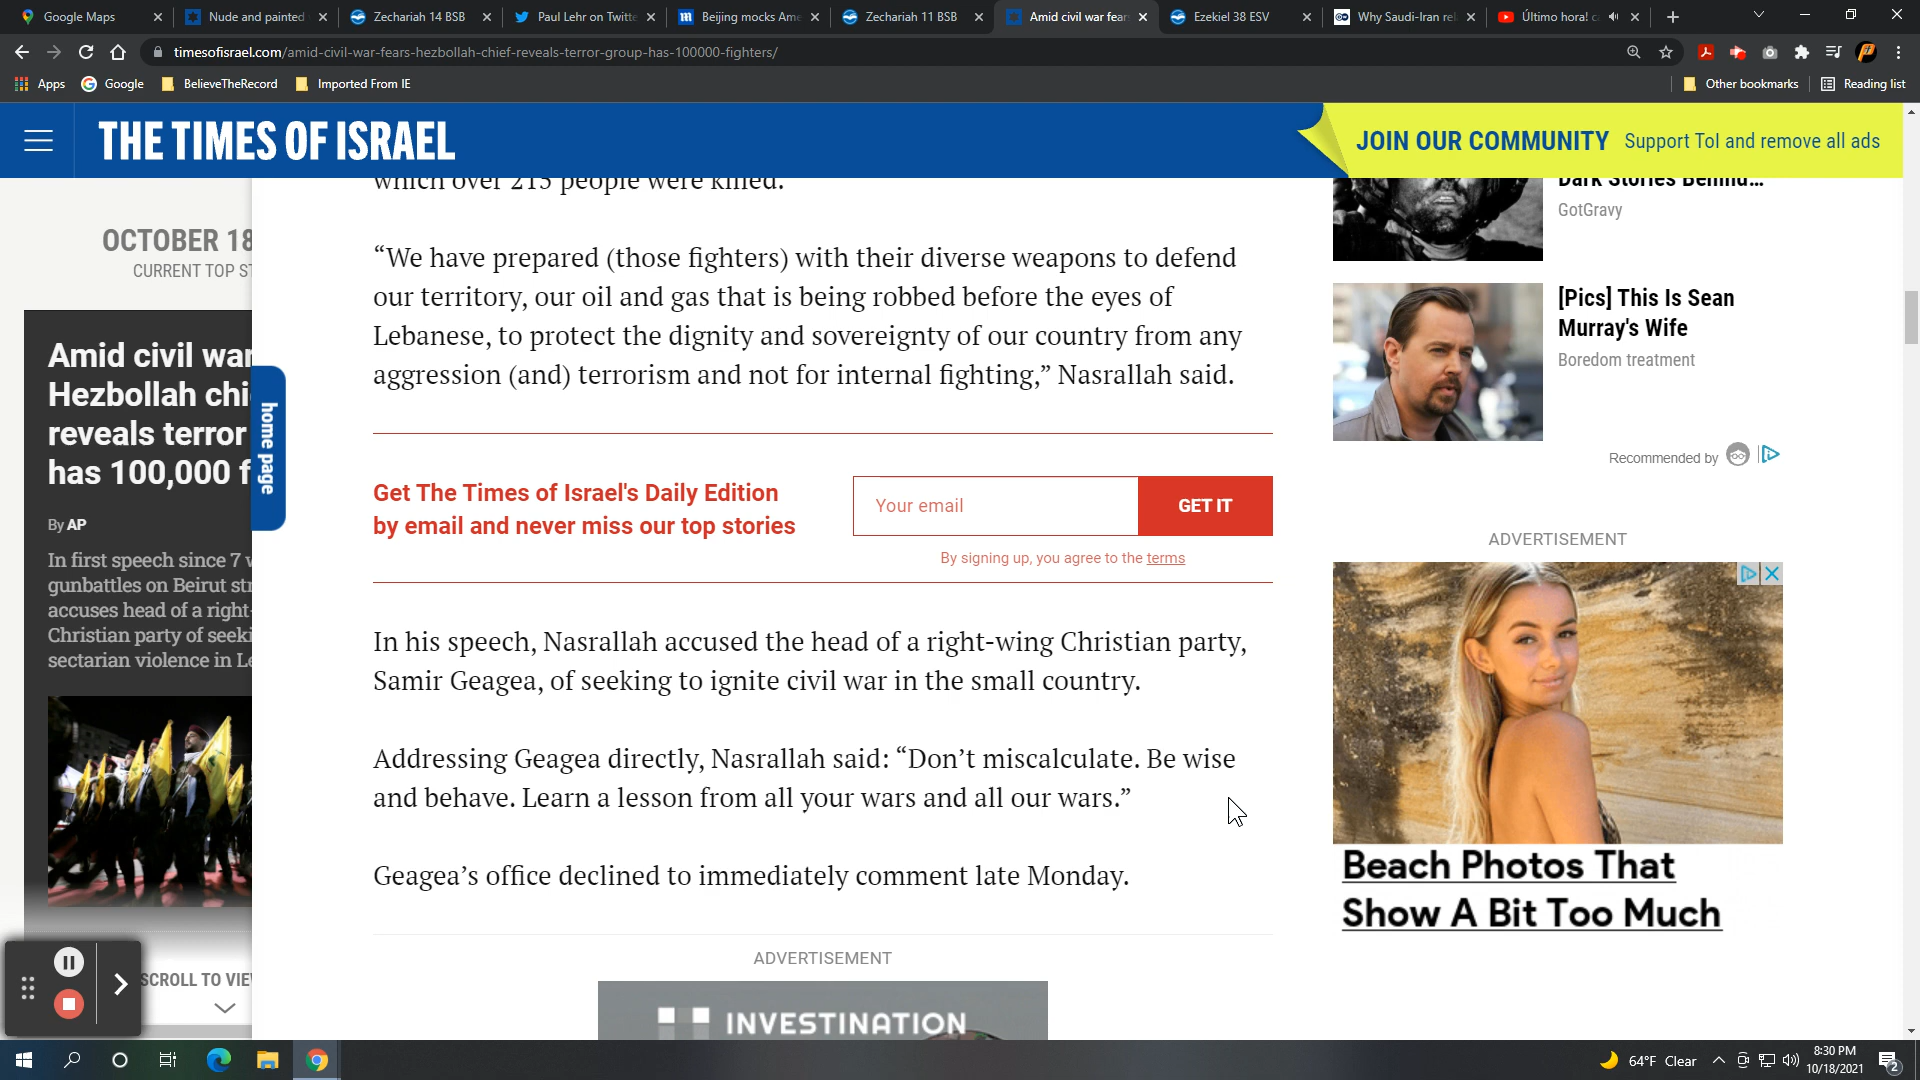 Google Maps
Nude and painted
Zechariah 14 BSB
Paul Lehr on Twitte
Beijing mocks Ame
Zechariah 11 BSB
Amid civil war fear
Ezekiel 38 ESV
Why Saudi-Iran re
Último hora! c
timesofisrael.com/amid-civil-war-fears-hezbollah-chief-reveals-terror-group-has-100000-fighters/
Apps
Google
BelieveTheRecord
Imported From IE
Other bookmarks
Reading list
THE TIMES OF ISRAEL
JOIN OUR COMMUNITY Support ToI and remove all ads
OCTOBER 18
CURRENT TOP ST
Amid civil war
Hezbollah chi
reveals terror
has 100,000 f
By AP
In first speech since 7
gunbattles on Beirut str
accuses head of a right-
Christian party of seeki
sectarian violence in Le
SCROLL TO VIE
home page
which over 215 people were killed.
“We have prepared (those fighters) with their diverse weapons to defend
our territory, our oil and gas that is being robbed before the eyes of
Lebanese, to protect the dignity and sovereignty of our country from any
aggression (and) terrorism and not for internal fighting,” Nasrallah said.
Get The Times of Israel's Daily Edition
by email and never miss our top stories
Your email
GET IT
By signing up, you agree to the terms
In his speech, Nasrallah accused the head of a right-wing Christian party,
Samir Geagea, of seeking to ignite civil war in the small country.
Addressing Geagea directly, Nasrallah said: “Don’t miscalculate. Be wise
and behave. Learn a lesson from all your wars and all our wars.”
Geagea’s office declined to immediately comment late Monday.
ADVERTISEMENT
INVESTINATION
Dark Stories Behind...
GotGravy
[Pics] This Is Sean
Murray's Wife
Boredom treatment
Recommended by
ADVERTISEMENT
Beach Photos That
Show A Bit Too Much
64°F Clear
8:30 PM
10/18/2021
2